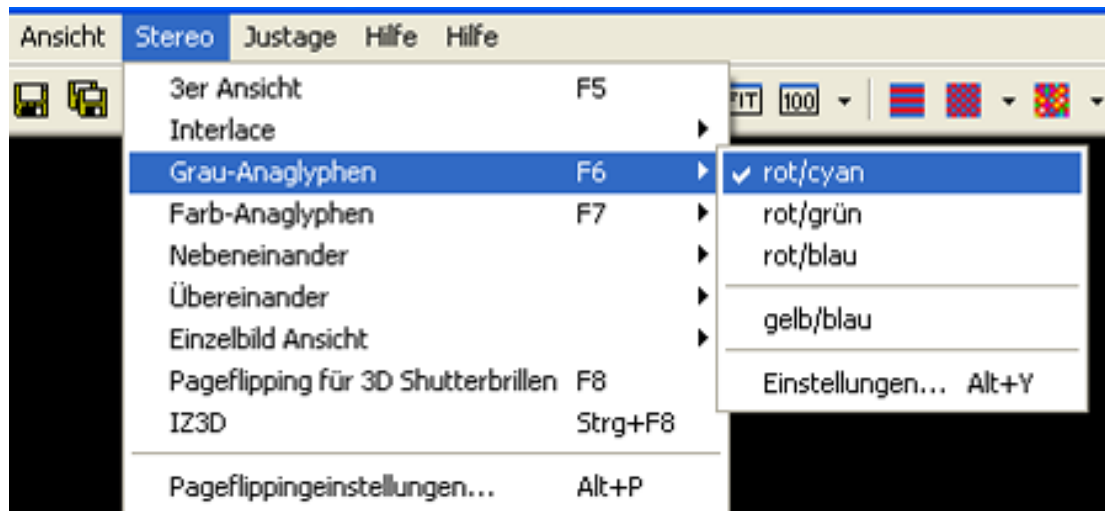 Ansicht Stereo Justage Hilfe Hilfe
FIT 100
3er Ansicht F5
Interlace
Grau-Anaglyphen F6
Farb-Anaglyphen F7
Nebeneinander
Übereinander
Einzelbild Ansicht
Pageflipping für 3D Shutterbrillen F8
IZ3D Strg+F8
Pageflippingeinstellungen... Alt+P
rot/cyan
rot/grün
rot/blau
gelb/blau
Einstellungen... Alt+Y